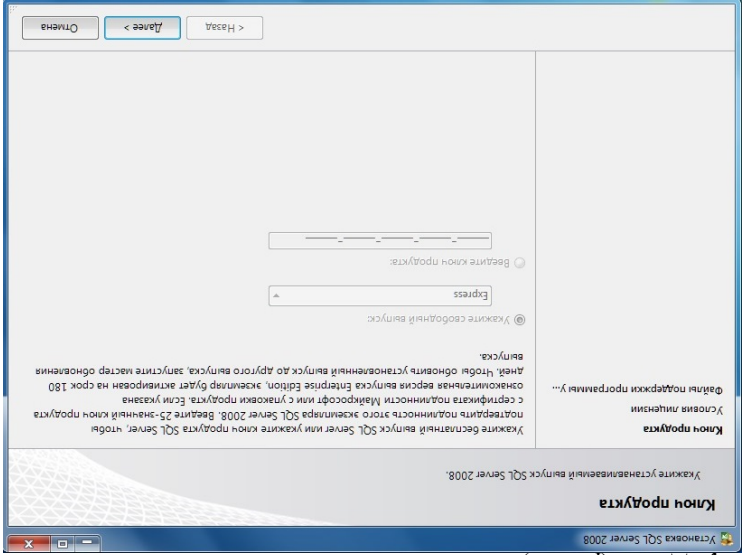 Установка SQL Server 2008
Ключ продукта
Укажите устанавливаемый выпуск SQL Server 2008.
Ключ продукта
Условия лицензии
Файлы поддержки программы у...
Укажите бесплатный выпуск SQL Server или укажите ключ продукта SQL Server, чтобы
подтвердить подлинность этого экземпляра SQL Server 2008. Введите 25-значный ключ продукта
с сертификата подлинности Майкрософт или с упаковки продукта. Если указана
ознакомительная версия выпуска Enterprise Edition, экземпляр будет активирован на срок 180
дней. Чтобы обновить установленный выпуск до другого выпуска, запустите мастер обновления
выпуска.
Укажите свободный выпуск:
Express
Введите ключ продукта:
< Назад
Далее >
Отмена